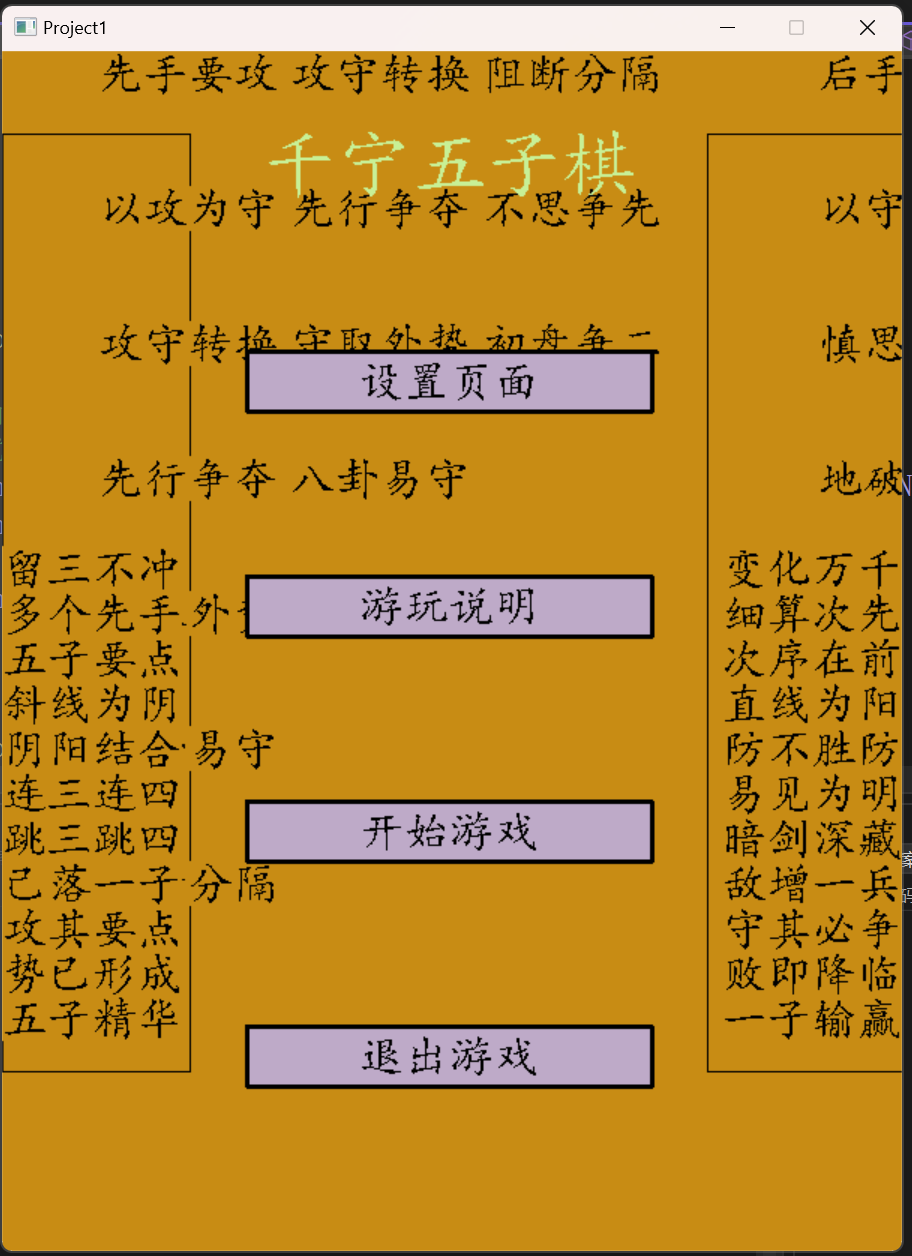 Project1
先手要攻 攻守转换 阻断分隔 后手
千宁五子棋
以攻为守 先行争夺 不思争先 以守
攻守转换 守取外势 初盘争二 慎思
设置页面
先行争夺 八卦易守 地破
留三不冲 变化万千
多个先手 外 细算次先
游玩说明
五子要点 次序在前
斜线为阴 直线为阳
阴阳结合 易守 防不胜防
连三连四 易见为明
开始游戏
跳三跳四 暗剑深藏
己落一子 分隔 敌增一兵
攻其要点 守其必争
势已形成 败即降临
五子精华 一子输赢
退出游戏